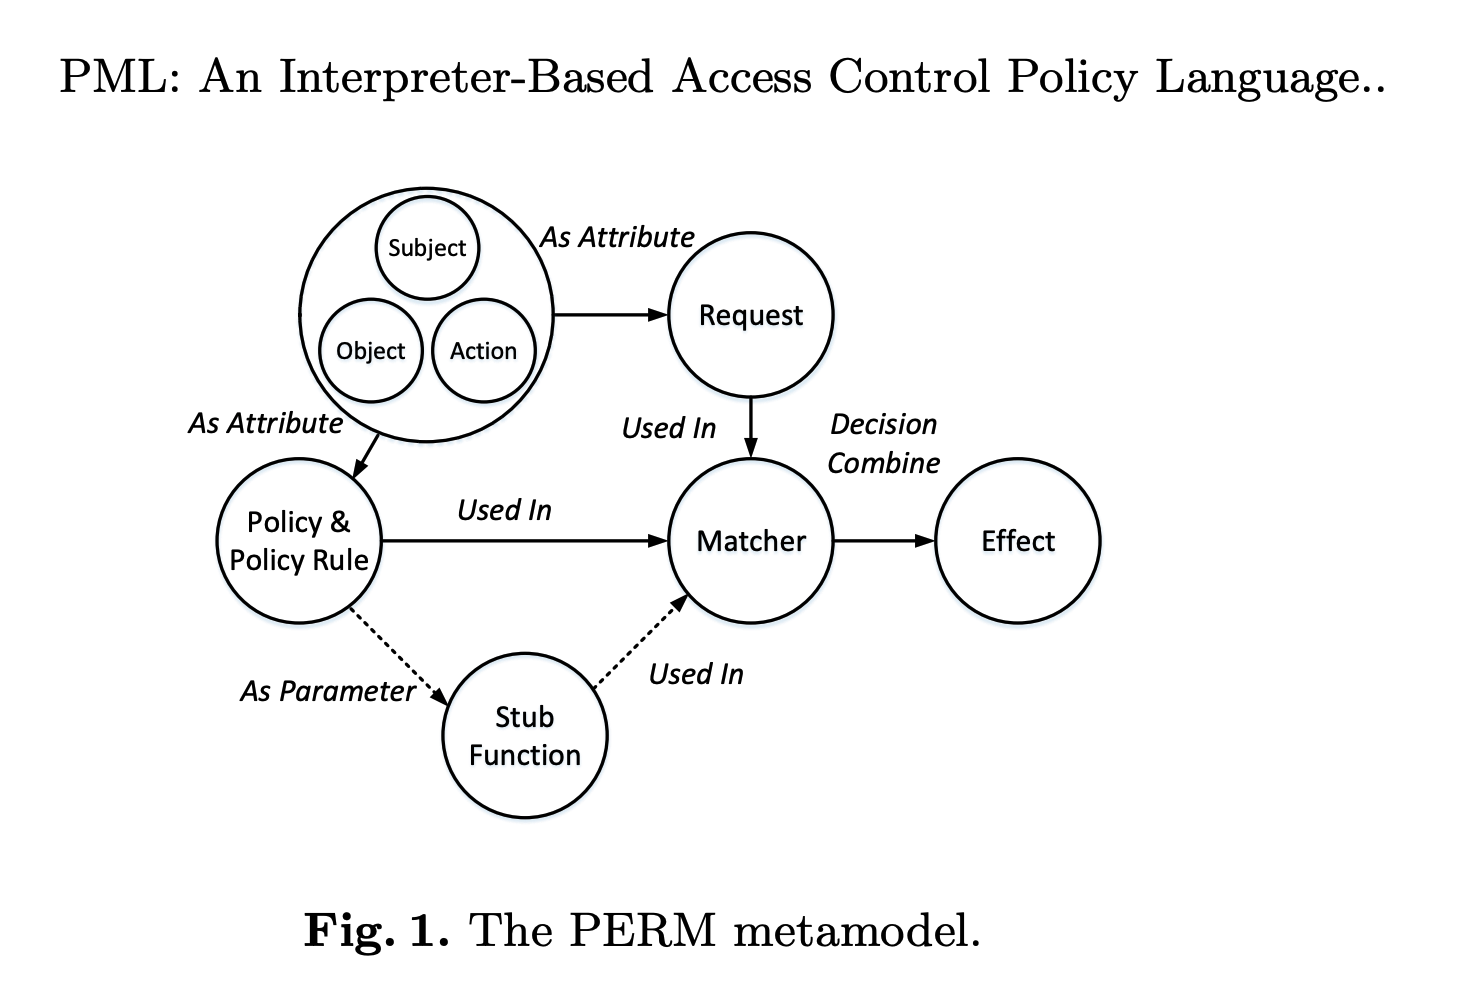 PML: An Interpreter-Based Access Control Policy Language..
Subject
As Attribute
Request
Object
Action
As Attribute
Used In
Decision
Combine
Policy &
Policy Rule
Used In
Matcher
Effect
As Parameter
Used In
Stub
Function
Fig. 1. The PERM metamodel.